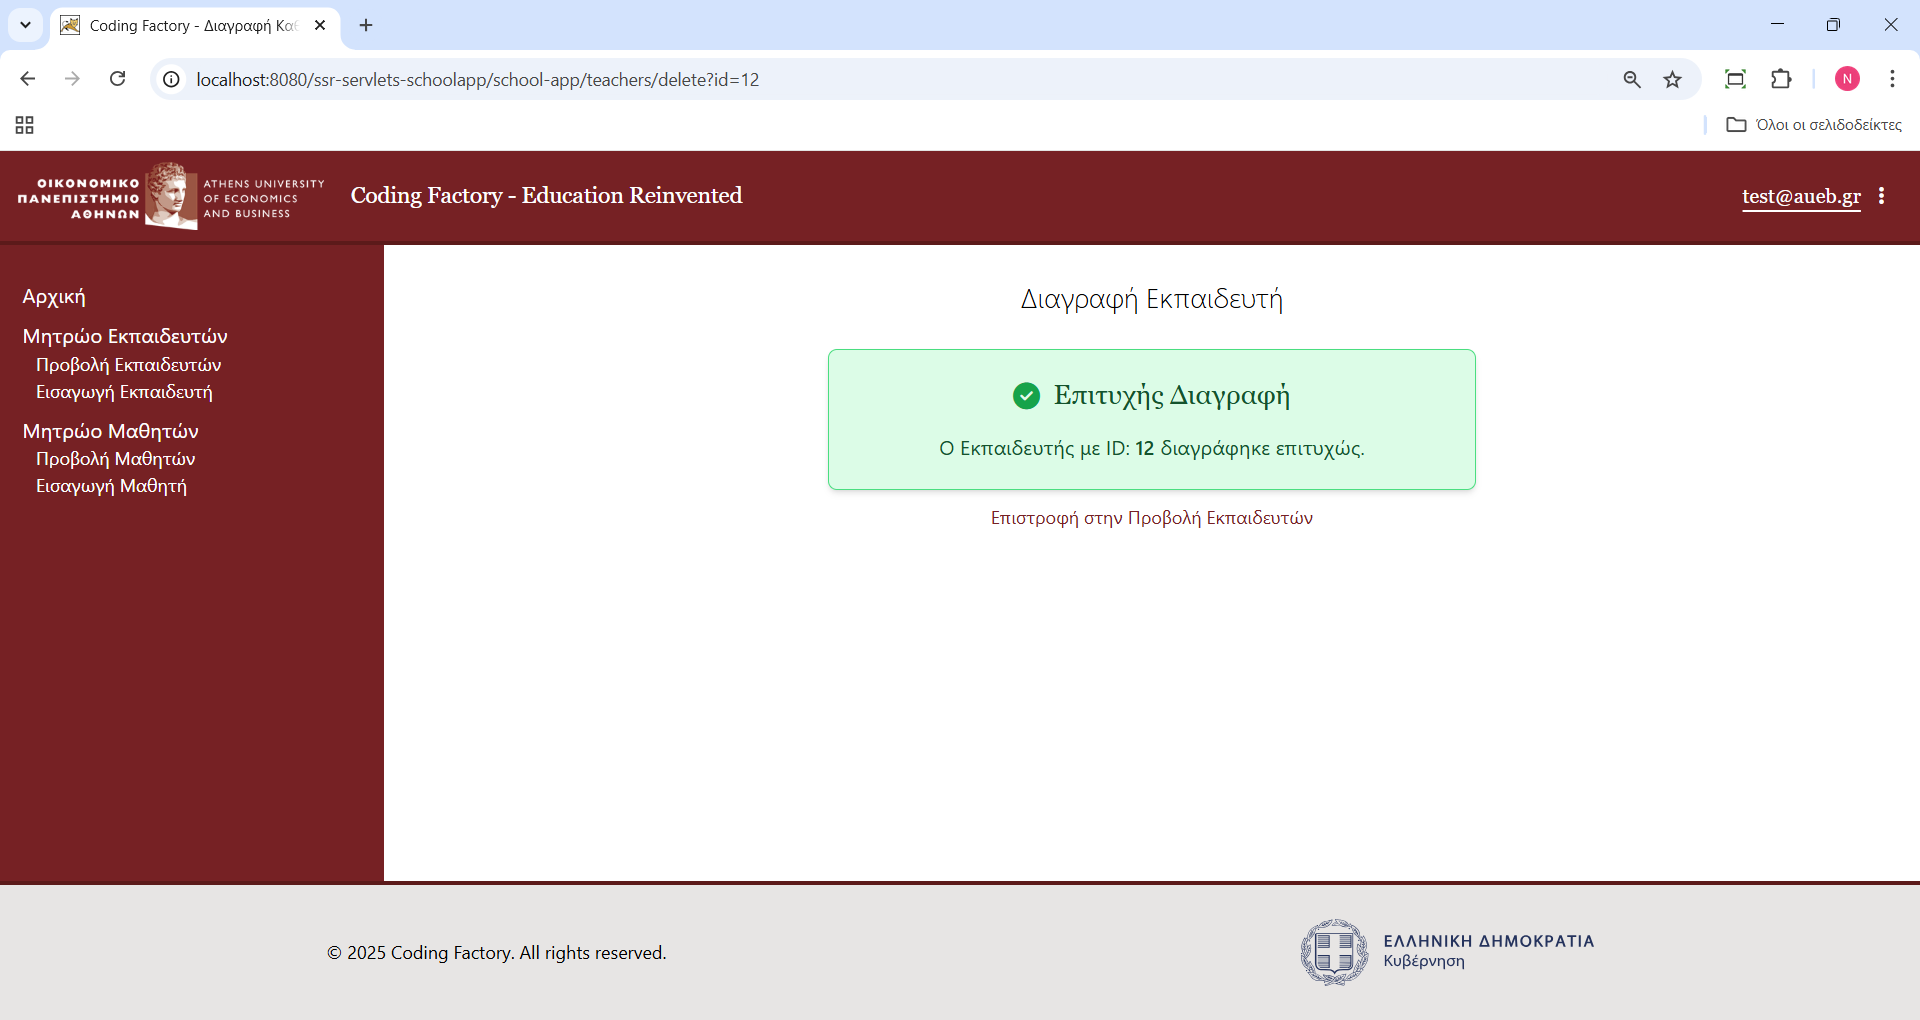 Coding Factory - Διαγραφή Καθ
localhost:8080/ssr-servlets-schoolapp/school-app/teachers/delete?id=12
N
Όλοι οι σελιδοδείκτες
ΟΙΚΟΝΟΜΙΚΟ
ΠΑΝΕΠΙΣΤΗΜΙΟ
ΑΘΗΝΩΝ
ATHENS UNIVERSITY
OF ECONOMICS
AND BUSINESS
Coding Factory - Education Reinvented
test@aueb.gr
Αρχική
Μητρώο Εκπαιδευτών
Προβολή Εκπαιδευτών
Εισαγωγή Εκπαιδευτή
Μητρώο Μαθητών
Προβολή Μαθητών
Εισαγωγή Μαθητή
Διαγραφή Εκπαιδευτή
Επιτυχής Διαγραφή
Ο Εκπαιδευτής με ID: 12 διαγράφηκε επιτυχώς.
Επιστροφή στην Προβολή Εκπαιδευτών
© 2025 Coding Factory. All rights reserved.
ΕΛΛΗΝΙΚΗ ΔΗΜΟΚΡΑΤΙΑ
Κυβέρνηση